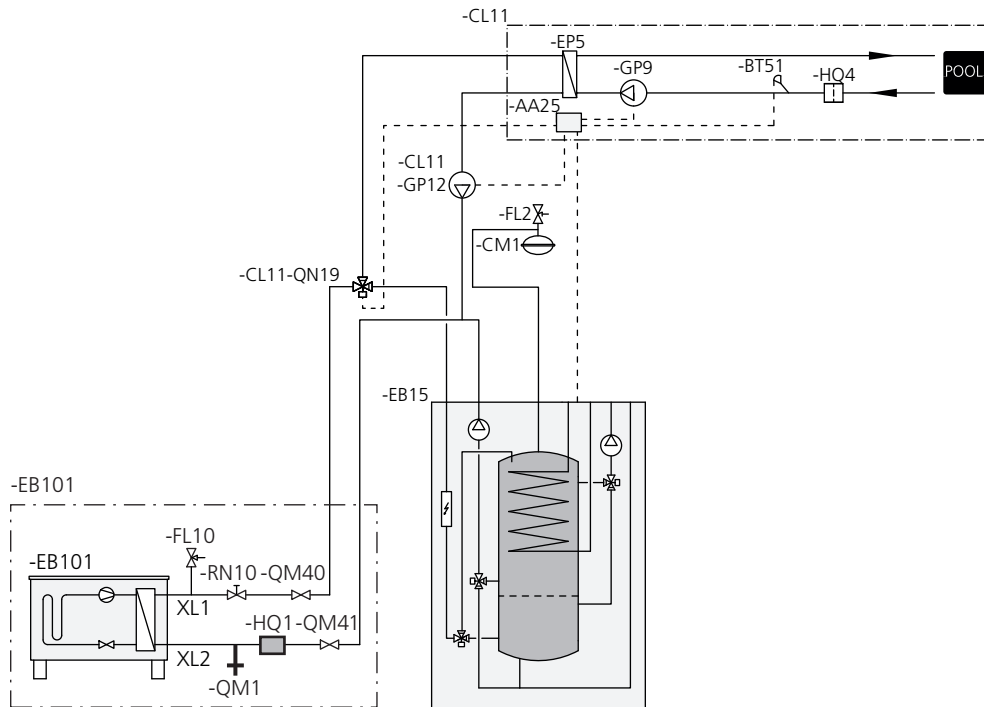 -CL11
-EP5
-GP9
-BT51
-HQ4
POOL
-AA25
-CL11
-GP12
-FL2
-CM1
-CL11-QN19
-EB15
-EB101
-FL10
-EB101
-RN10 -QM40
XL1
-HQ1-QM41
XL2
-QM1